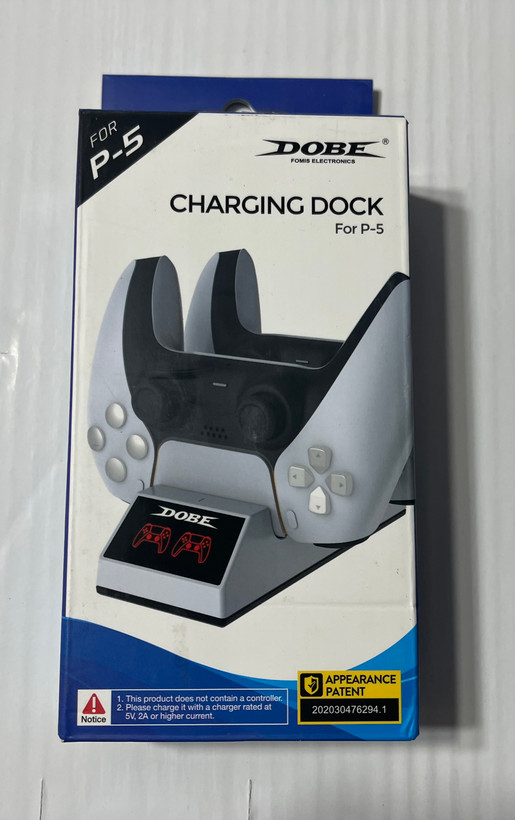 FOR
P-5
DOBE®
FOMIS ELECTRONICS
CHARGING DOCK
For P-5
DOBE
Notice
1. This product does not contain a controller.
2. Please charge it with a charger rated at
5V, 2A or higher current.
APPEARANCE
PATENT
202030476294.1